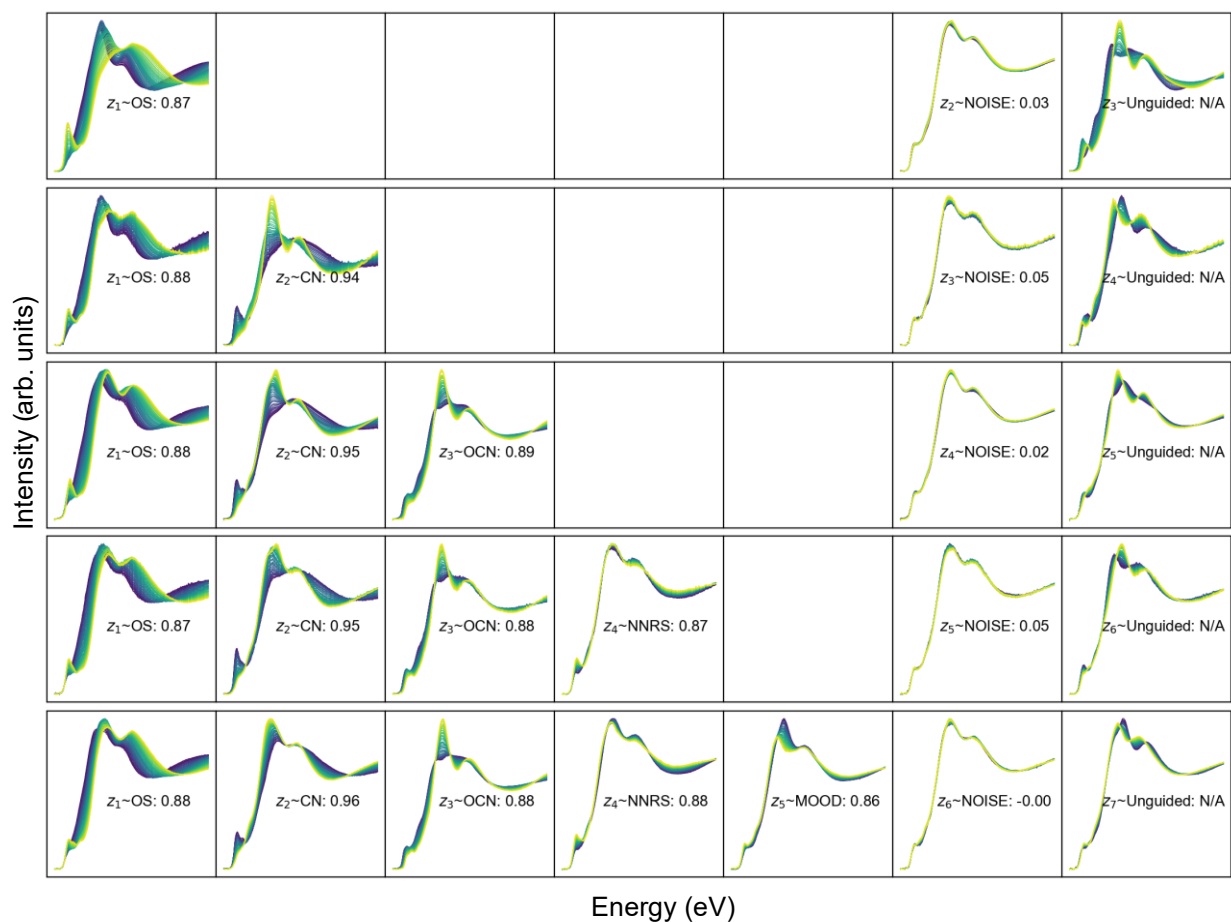 Intensity (arb. units)
z₁~OS: 0.87
z₂~NOISE: 0.03
z₃~Unguided: N/A
z₁~OS: 0.88
z₂~CN: 0.94
z₃~NOISE: 0.05
z₄~Unguided: N/A
z₁~OS: 0.88
z₂~CN: 0.95
z₃~OCN: 0.89
z₄~NOISE: 0.02
z₅~Unguided: N/A
z₁~OS: 0.87
z₂~CN: 0.95
z₃~OCN: 0.88
z₄~NNRS: 0.87
z₅~NOISE: 0.05
z₆~Unguided: N/A
z₁~OS: 0.88
z₂~CN: 0.96
z₃~OCN: 0.88
z₄~NNRS: 0.88
z₅~MOOD: 0.86
z₆~NOISE: -0.00
z₇~Unguided: N/A
Energy (eV)